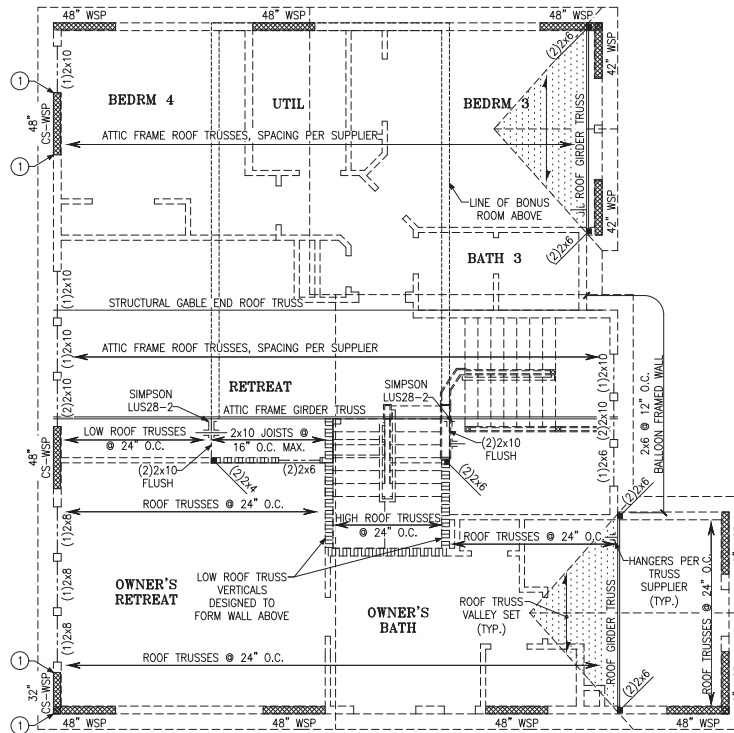 48" WSP
48" WSP
48" WSP
(2)2x6
(1)2x10
42" WSP
1
BEDRM 4
UTIL
BEDRM 3
48"
CS-WSP
ATTIC FRAME ROOF TRUSSES, SPACING PER SUPPLIER
ROOF GIRDER TRUSS
1
LINE OF BONUS
ROOM ABOVE
42" WSP
(2)2x6
BATH 3
(1)2x10
STRUCTURAL GABLE END ROOF TRUSS
(1)2x10
ATTIC FRAME ROOF TRUSSES, SPACING PER SUPPLIER
(1)2x10
RETREAT
SIMPSON
LUS28-2
SIMPSON
LUS28-2
(2)2x10
ATTIC FRAME GIRDER TRUSS
(2)2x10
2x6 @ 12" O.C.
BALLOON FRAMED WALL
LOW ROOF TRUSSES
@ 24" O.C.
2x10 JOISTS @
16" O.C. MAX.
(2)2x10
FLUSH
(1)2x6
48"
CS-WSP
(2)2x10
FLUSH
(2)2x4
(2)2x6
(2)2x6
ROOF TRUSSES @ 24" O.C.
(1)2x8
HIGH ROOF TRUSSES
@ 24" O.C.
(2)2x6
ROOF TRUSSES @ 24" O.C.
(1)2x8
OWNER'S
RETREAT
LOW ROOF TRUSS
VERTICALS
DESIGNED TO
FORM WALL ABOVE
OWNER'S
BATH
ROOF TRUSS
VALLEY SET
(TYP.)
ROOF GIRDER TRUSS
HANGERS PER
TRUSS
SUPPLIER
(TYP.)
ROOF TRUSSES @ 24" O.C.
(1)2x8
1
ROOF TRUSSES @ 24" O.C.
32"
CS-WSP
(2)2x6
1
48" WSP
48" WSP
48" WSP
48" WSP